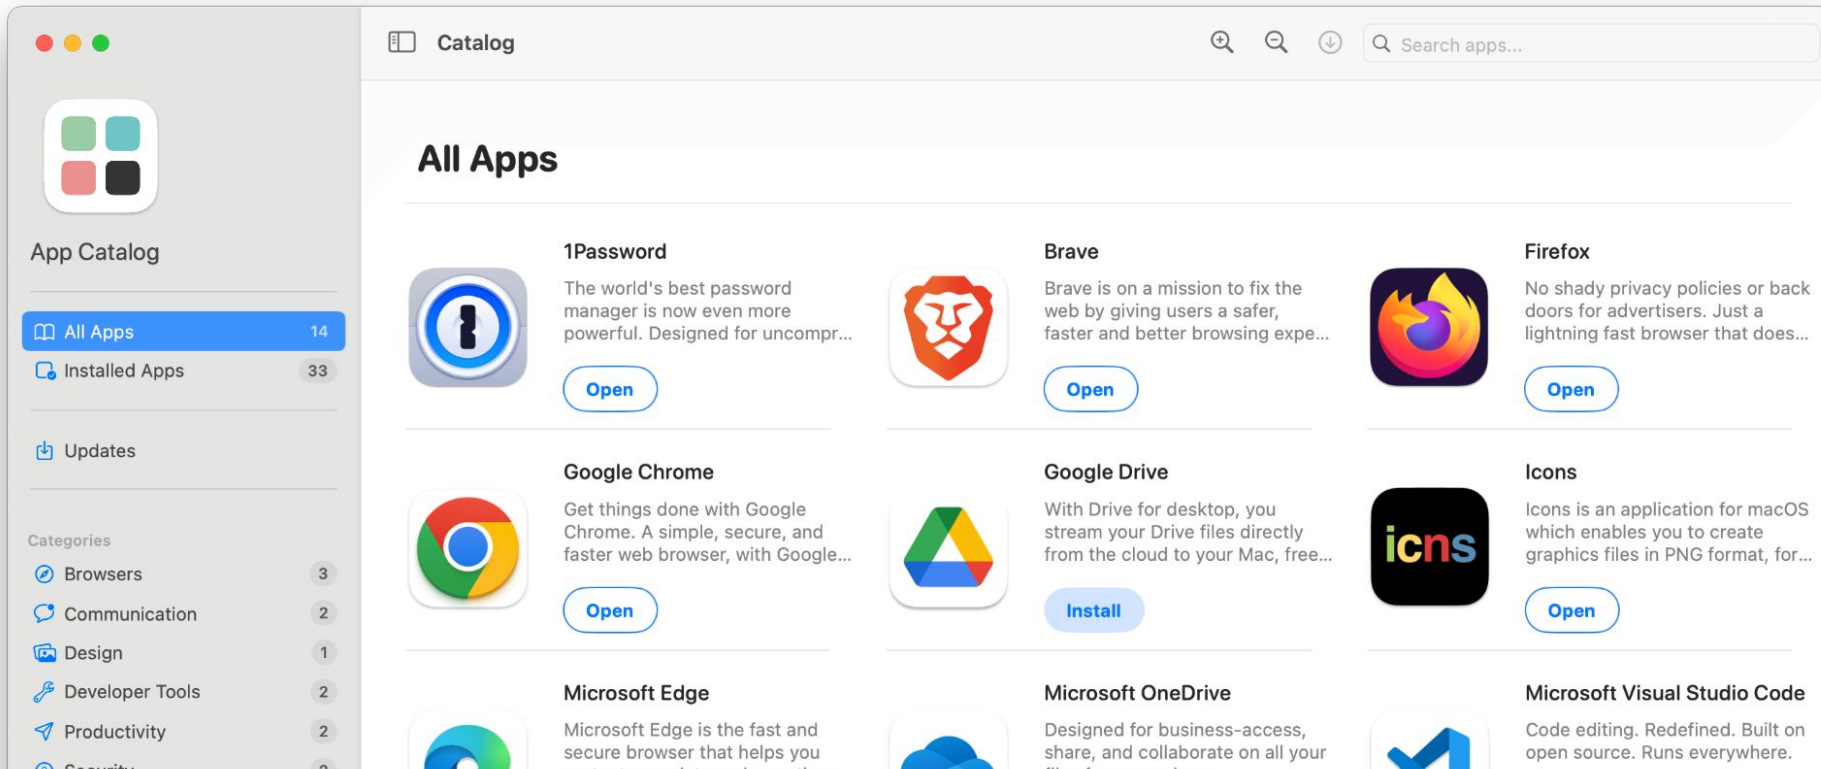 Catalog
Search apps...
App Catalog
All Apps 14
Installed Apps 33
Updates
Categories
Browsers 3
Communication 2
Design 1
Developer Tools 2
Productivity 2
All Apps
1Password
The world's best password
manager is now even more
powerful. Designed for uncompr...
Open
Brave
Brave is on a mission to fix the
web by giving users a safer,
faster and better browsing expe...
Open
Firefox
No shady privacy policies or back
doors for advertisers. Just a
lightning fast browser that does...
Open
Google Chrome
Get things done with Google
Chrome. A simple, secure, and
faster web browser, with Google...
Open
Google Drive
With Drive for desktop, you
stream your Drive files directly
from the cloud to your Mac, free...
Install
icns
Icons
Icons is an application for macOS
which enables you to create
graphics files in PNG format, for...
Open
Microsoft Edge
Microsoft Edge is the fast and
secure browser that helps you
Microsoft OneDrive
Designed for business-access,
share, and collaborate on all your
Microsoft Visual Studio Code
Code editing. Redefined. Built on
open source. Runs everywhere.